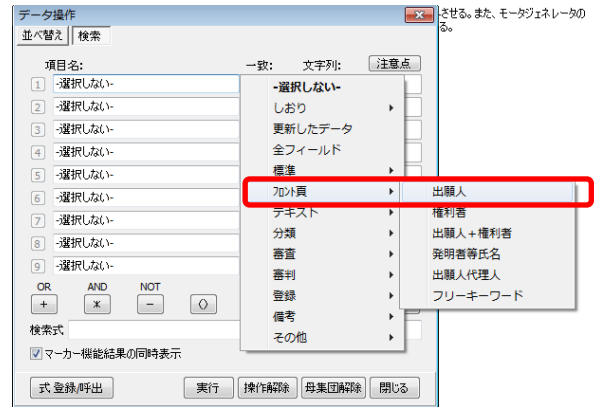 データ操作
させる。また、モータジェネレータの
る。
並べ替え 検索
項目名: 一致: 文字列: 注意点
1 -選択しない-
2 -選択しない-
3 -選択しない-
4 -選択しない-
5 -選択しない-
6 -選択しない-
7 -選択しない-
8 -選択しない-
9 -選択しない-
-選択しない-
しおり
更新したデータ
全フィールド
標準
フロント頁
テキスト
分類
審査
審判
登録
備考
その他
出願人
権利者
出願人+権利者
発明者等氏名
出願人代理人
フリーキーワード
OR AND NOT
+ * - ()
検索式
マーカー機能結果の同時表示
式 登録/呼出 実行 操作解除 母集団解除 閉じる